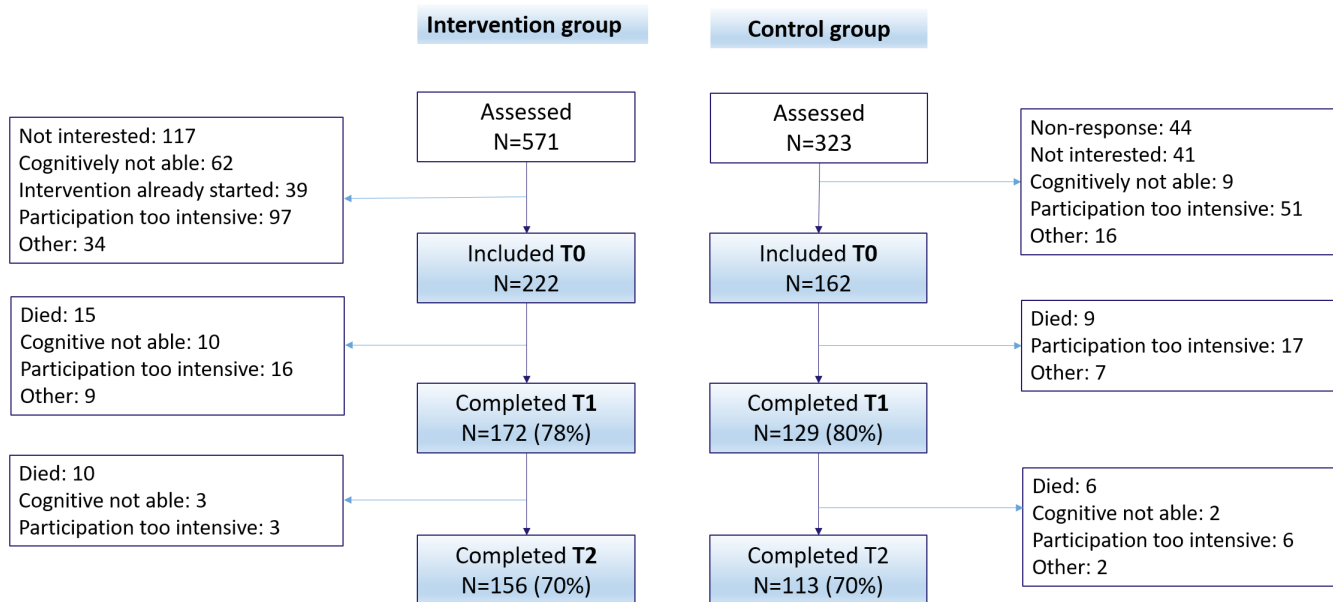 Intervention group
Control group
Assessed
N=571
Assessed
N=323
Not interested: 117
Cognitively not able: 62
Intervention already started: 39
Participation too intensive: 97
Other: 34
Non-response: 44
Not interested: 41
Cognitively not able: 9
Participation too intensive: 51
Other: 16
Included T0
N=222
Included T0
N=162
Died: 15
Cognitive not able: 10
Participation too intensive: 16
Other: 9
Died: 9
Participation too intensive: 17
Other: 7
Completed T1
N=172 (78%)
Completed T1
N=129 (80%)
Died: 10
Cognitive not able: 3
Participation too intensive: 3
Died: 6
Cognitive not able: 2
Participation too intensive: 6
Other: 2
Completed T2
N=156 (70%)
Completed T2
N=113 (70%)